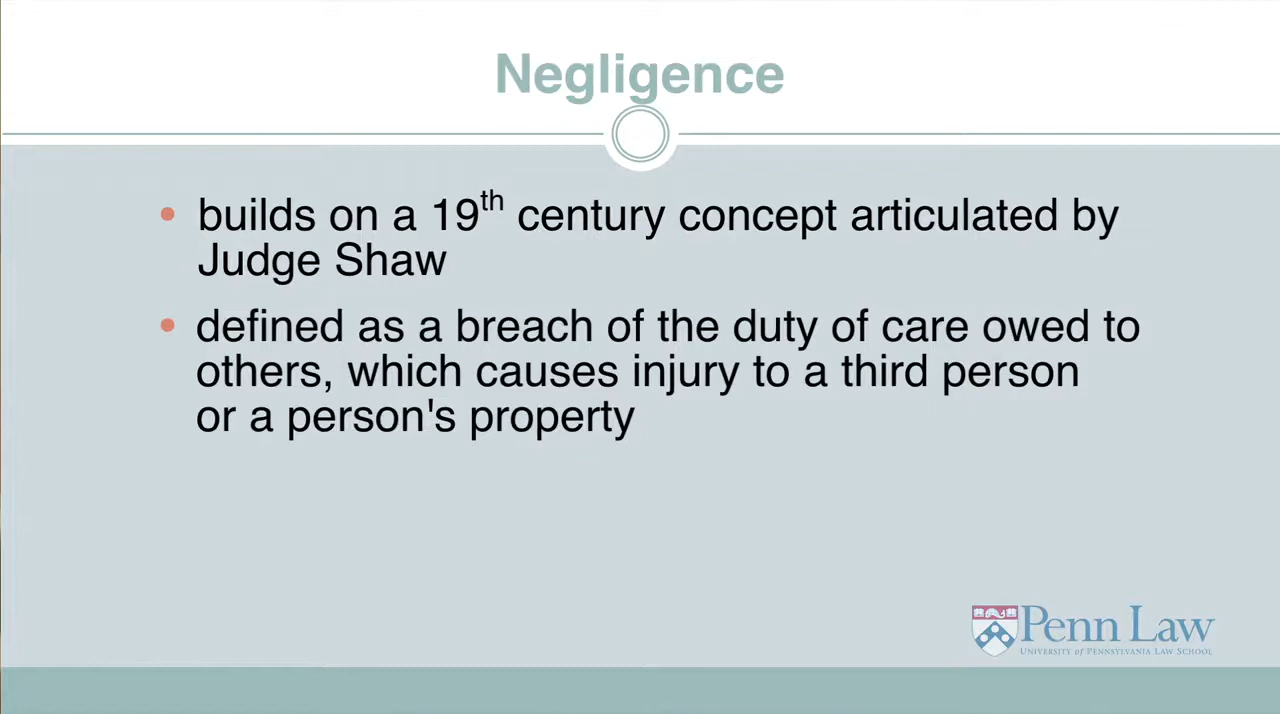 Negligence
• builds on a 19th century concept articulated by
Judge Shaw
• defined as a breach of the duty of care owed to
others, which causes injury to a third person
or a person's property
Penn Law
University of Pennsylvania Law School